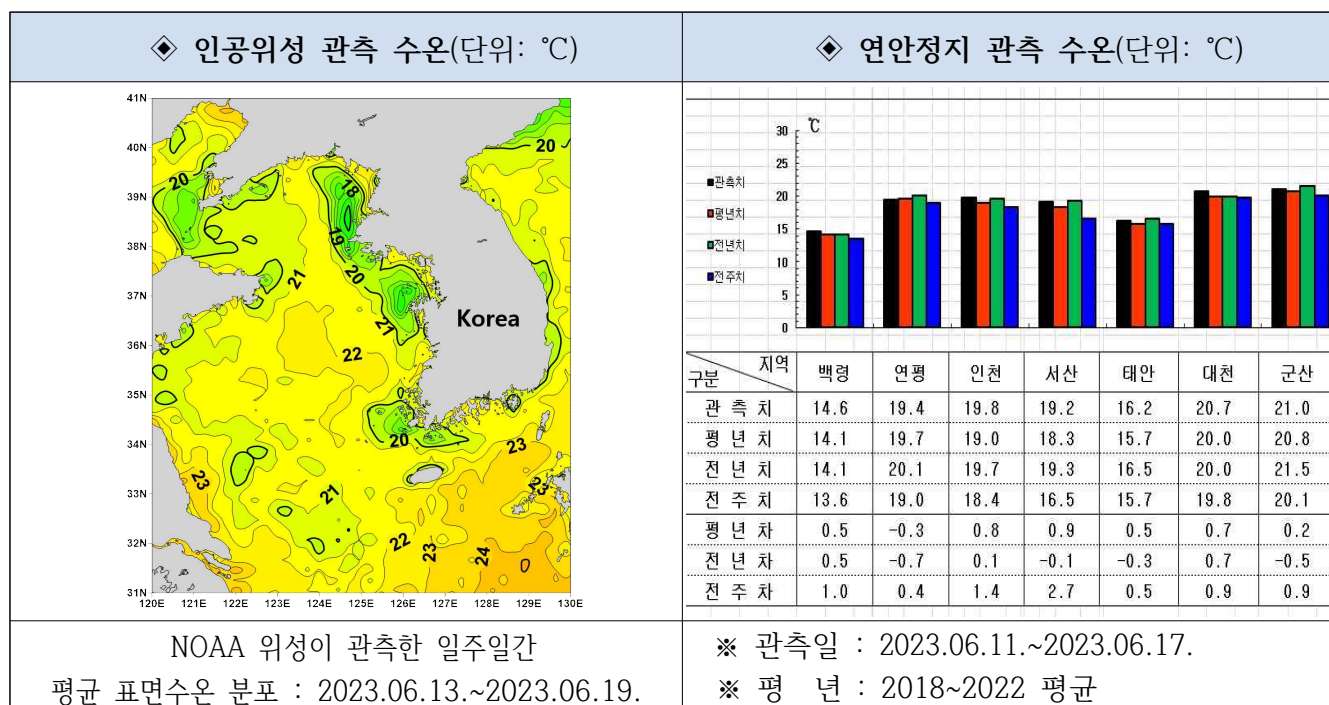 ◈ 인공위성 관측 수온(단위: ℃)
41N
40N
39N
38N
37N
36N
35N
34N
33N
32N
31N
120E 121E 122E 123E 124E 125E 126E 127E 128E 129E 130E
20
20
18
19
20
21
21
22
Korea
20
23
23
23
21
22
23
24
NOAA 위성이 관측한 일주일간
평균 표면수온 분포 : 2023.06.13.~2023.06.19.
◈ 연안정지 관측 수온(단위: ℃)
℃
30
25
20
15
10
5
0
관측치
평년치
전년치
전주치
구분 지역 백령 연평 인천 서산 태안 대천 군산
관 측 치 14.6 19.4 19.8 19.2 16.2 20.7 21.0
평 년 치 14.1 19.7 19.0 18.3 15.7 20.0 20.8
전 년 치 14.1 20.1 19.7 19.3 16.5 20.0 21.5
전 주 치 13.6 19.0 18.4 16.5 15.7 19.8 20.1
평 년 차 0.5 -0.3 0.8 0.9 0.5 0.7 0.2
전 년 차 0.5 -0.7 0.1 -0.1 -0.3 0.7 -0.5
전 주 차 1.0 0.4 1.4 2.7 0.5 0.9 0.9
※ 관측일 : 2023.06.11.~2023.06.17.
※ 평 년 : 2018~2022 평균